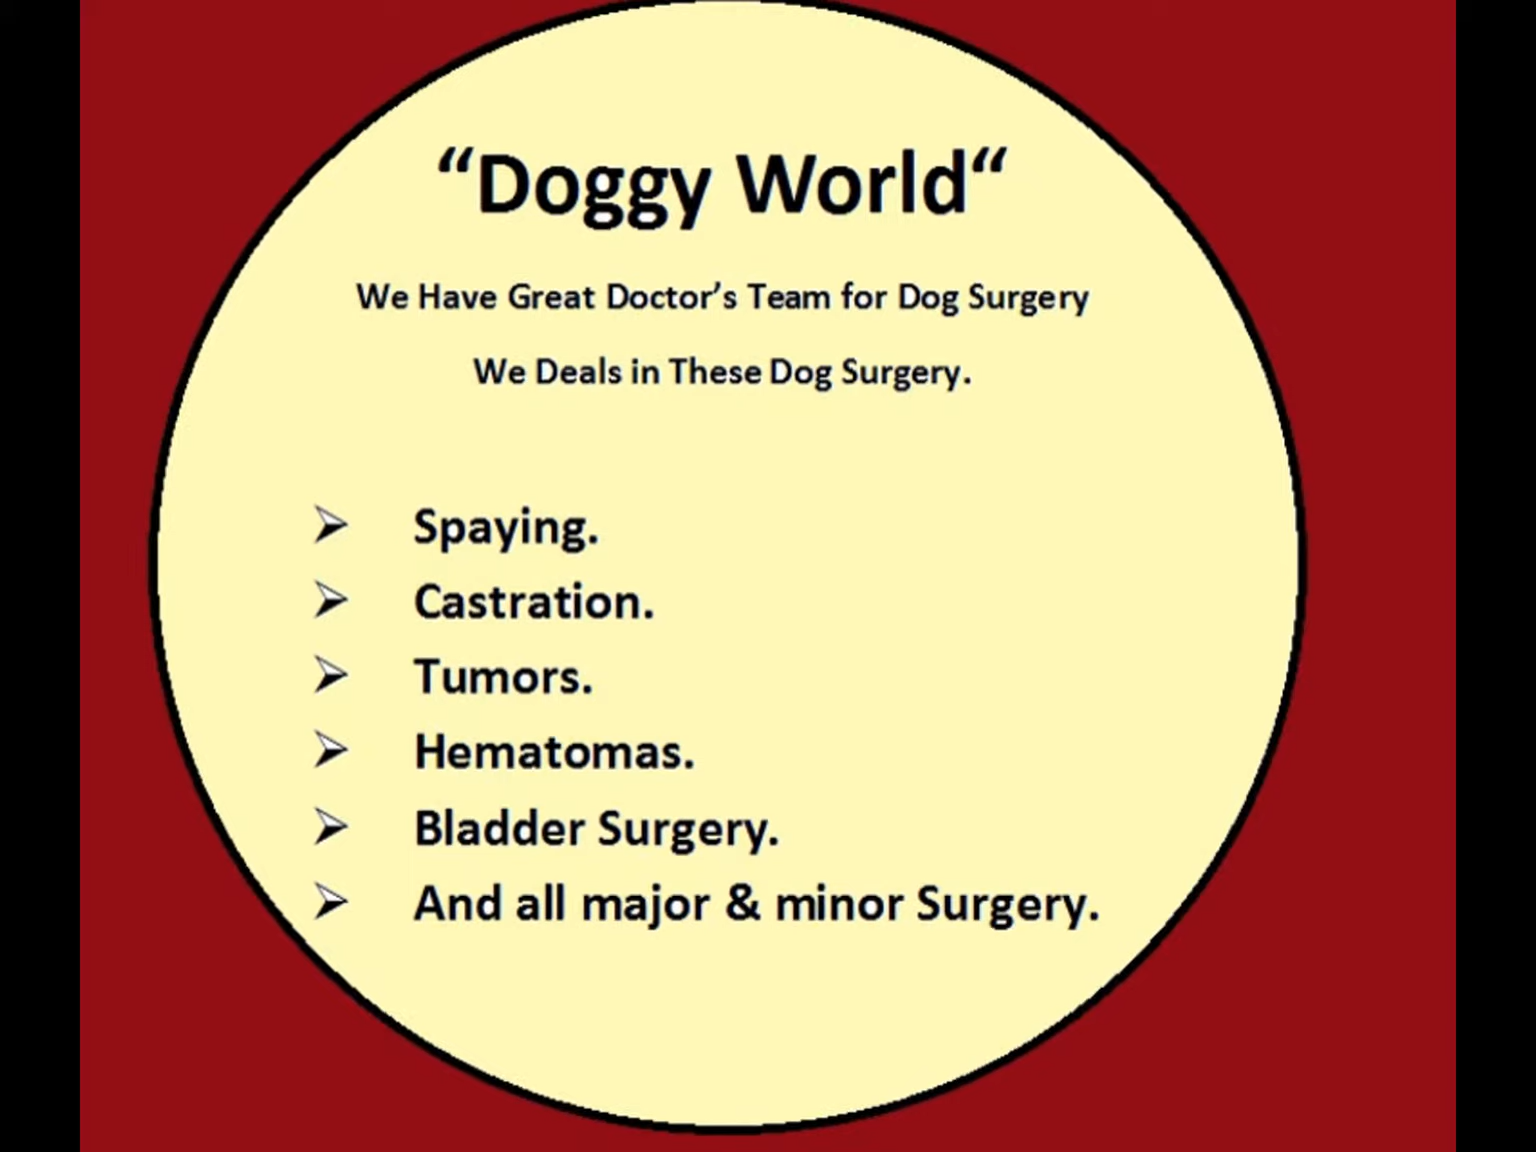 “Doggy World“
We Have Great Doctor’s Team for Dog Surgery
We Deals in These Dog Surgery.
➢ Spaying.
➢ Castration.
➢ Tumors.
➢ Hematomas.
➢ Bladder Surgery.
➢ And all major & minor Surgery.